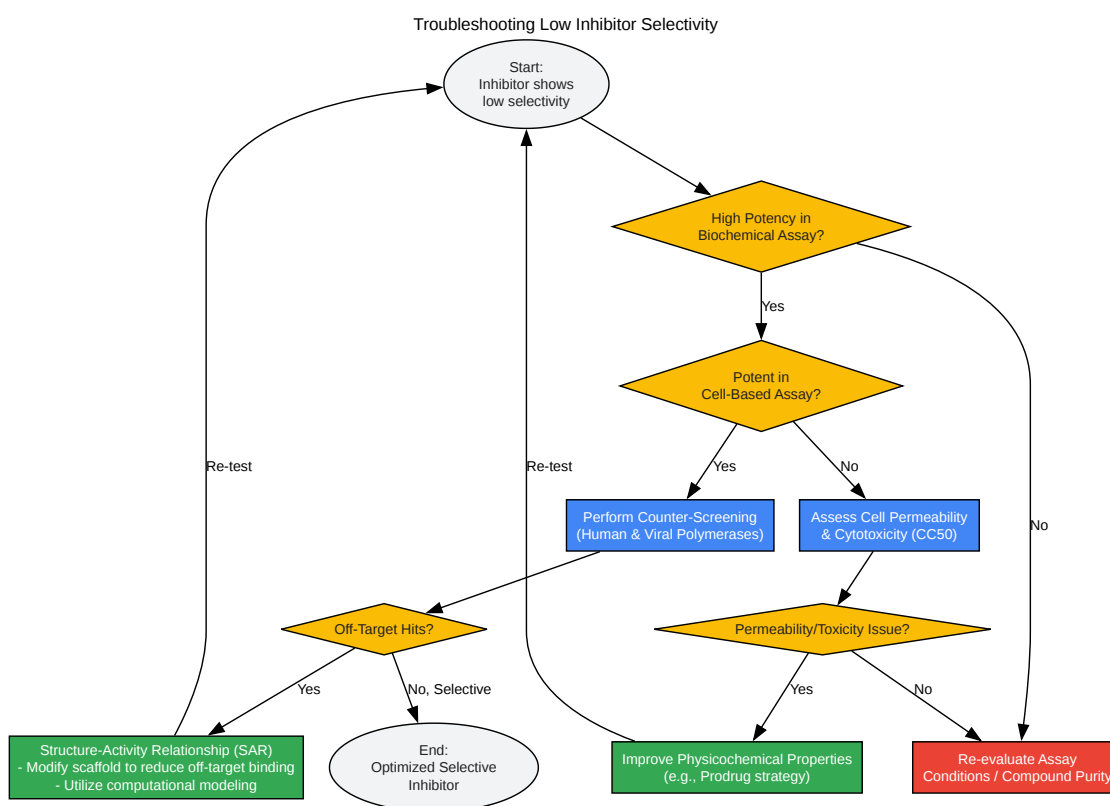 Troubleshooting Low Inhibitor Selectivity
Start:
Inhibitor shows
low selectivity
High Potency in
Biochemical Assay?
Yes
Potent in
Cell-Based Assay?
Re-test
Re-test
Yes
No
Perform Counter-Screening
(Human & Viral Polymerases)
Assess Cell Permeability
& Cytotoxicity (CC50)
No
Off-Target Hits?
Permeability/Toxicity Issue?
Yes
No, Selective
Yes
No
Structure-Activity Relationship (SAR)
- Modify scaffold to reduce off-target binding
- Utilize computational modeling
End:
Optimized Selective
Inhibitor
Improve Physicochemical Properties
(e.g., Prodrug strategy)
Re-evaluate Assay
Conditions / Compound Purity